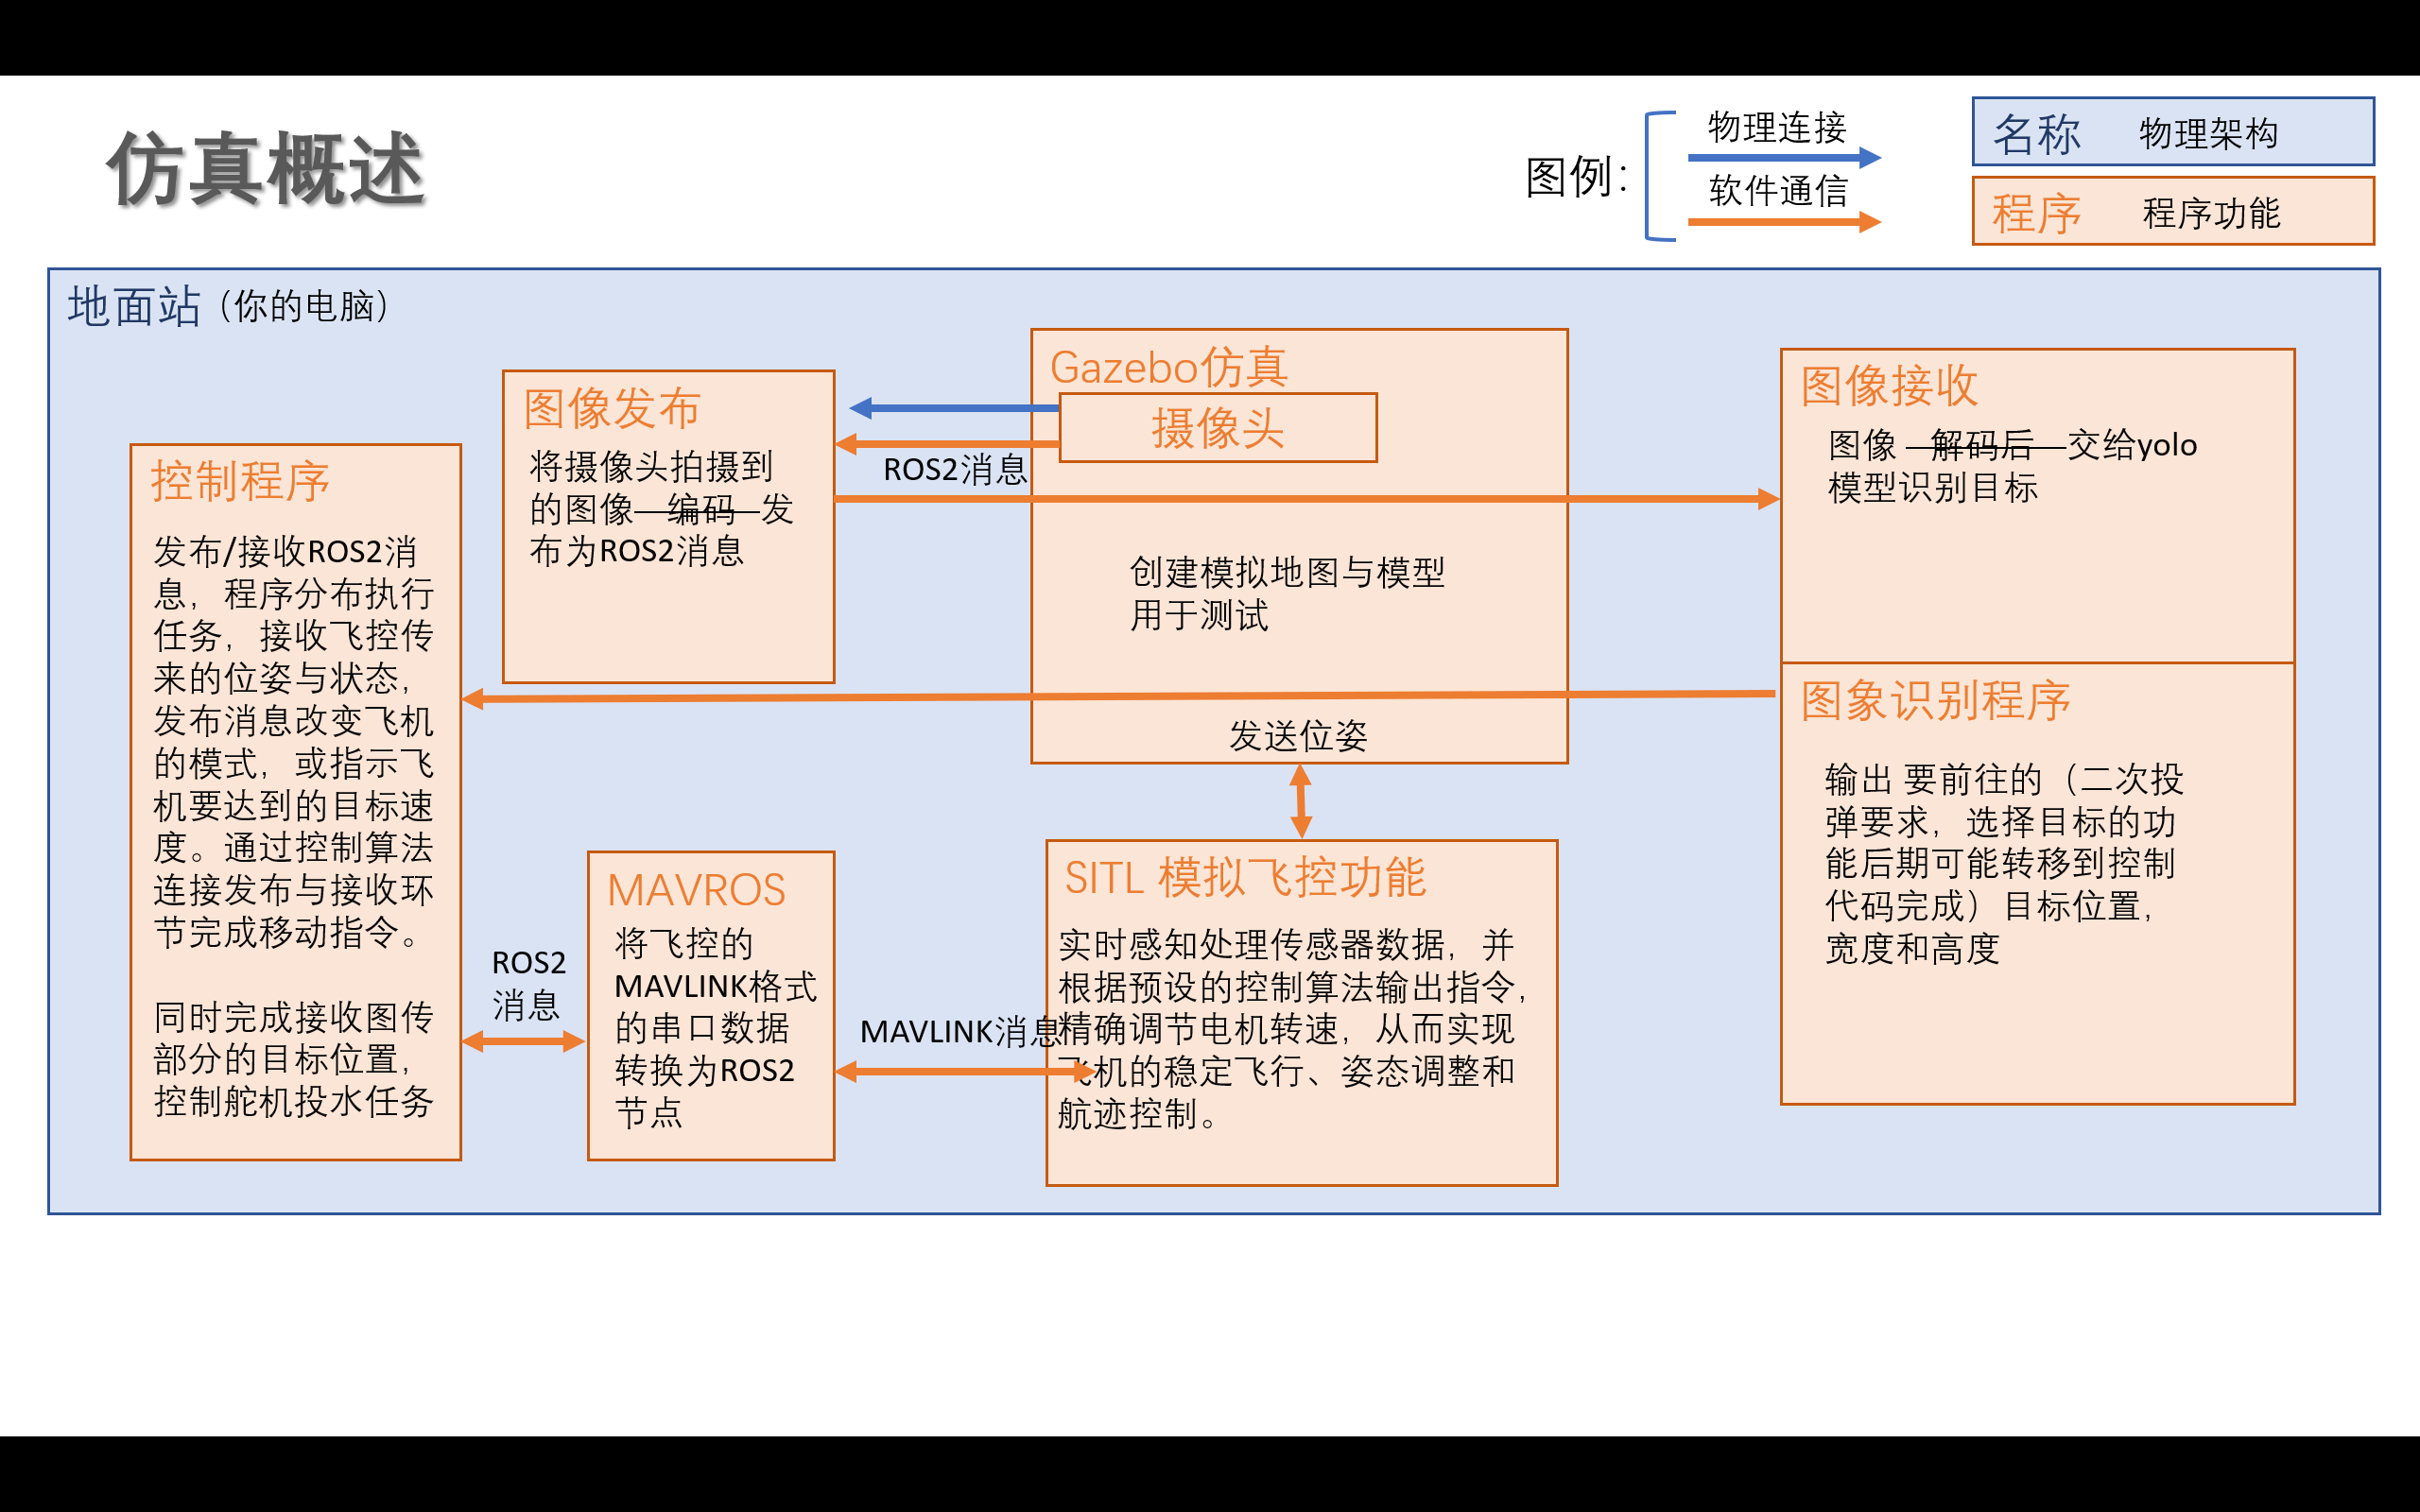 仿真概述
图例：
物理连接
软件通信
名称 物理架构
程序 程序功能
地面站（你的电脑）
控制程序
发布/接收ROS2消
息，程序分布执行
任务，接收飞控传
来的位姿与状态，
发布消息改变飞机
的模式，或指示飞
机要达到的目标速
度。通过控制算法
连接发布与接收环
节完成移动指令。
同时完成接收图传
部分的目标位置，
控制舵机投水任务
图像发布
将摄像头拍摄到
的图像 编码 发
布为ROS2消息
ROS2消息
Gazebo仿真
摄像头
创建模拟地图与模型
用于测试
发送位姿
图像接收
图像 解码后 交给yolo
模型识别目标
图象识别程序
输出 要前往的（二次投
弹要求，选择目标的功
能后期可能转移到控制
代码完成）目标位置，
宽度和高度
ROS2
消息
MAVROS
将飞控的
MAVLINK格式
的串口数据
转换为ROS2
节点
MAVLINK消息
SITL 模拟飞控功能
实时感知处理传感器数据，并
根据预设的控制算法输出指令，
精确调节电机转速，从而实现
飞机的稳定飞行、姿态调整和
航迹控制。